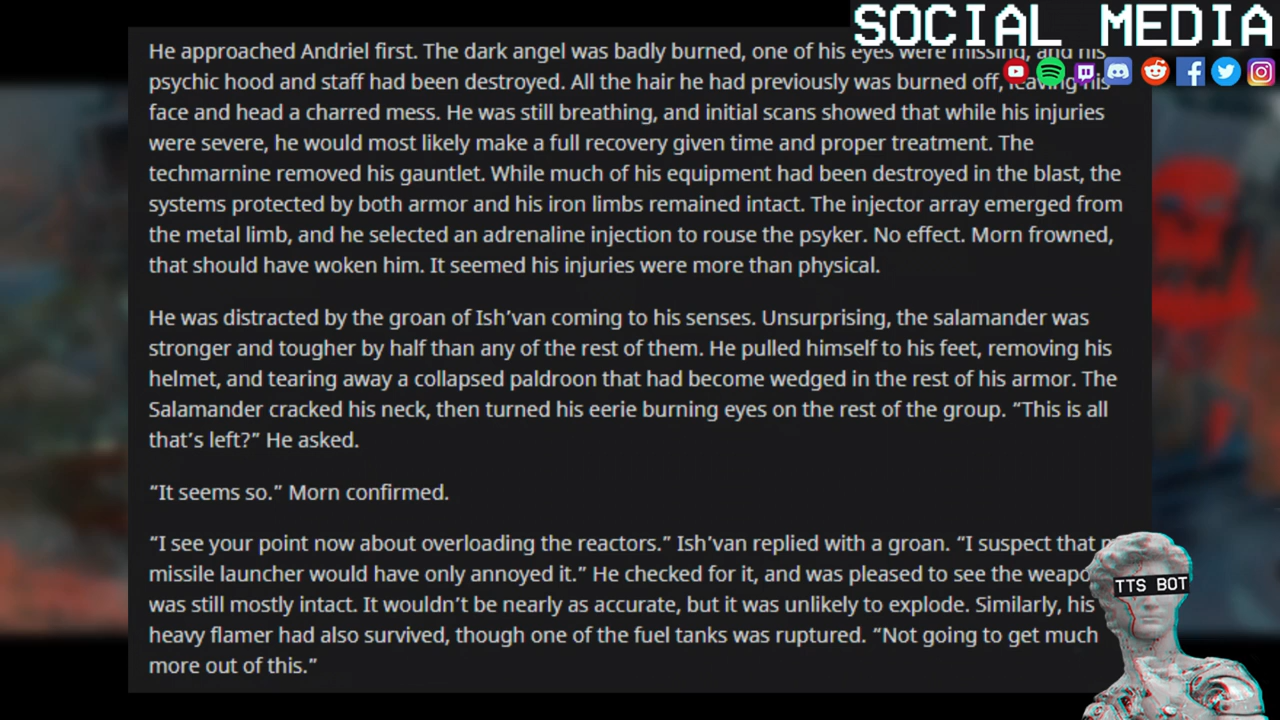 SOCIAL MEDIA
He approached Andriel first. The dark angel was badly burned, one of his eyes were missing, and his
psychic hood and staff had been destroyed. All the hair he had previously was burned off, leaving his
face and head a charred mess. He was still breathing, and initial scans showed that while his injuries
were severe, he would most likely make a full recovery given time and proper treatment. The
techmarnine removed his gauntlet. While much of his equipment had been destroyed in the blast, the
systems protected by both armor and his iron limbs remained intact. The injector array emerged from
the metal limb, and he selected an adrenaline injection to rouse the psyker. No effect. Morn frowned,
that should have woken him. It seemed his injuries were more than physical.
He was distracted by the groan of Ish’van coming to his senses. Unsurprising, the salamander was
stronger and tougher by half than any of the rest of them. He pulled himself to his feet, removing his
helmet, and tearing away a collapsed paldroon that had become wedged in the rest of his armor. The
Salamander cracked his neck, then turned his eerie burning eyes on the rest of the group. “This is all
that’s left?” He asked.
“It seems so.” Morn confirmed.
“I see your point now about overloading the reactors.” Ish’van replied with a groan. “I suspect that
missile launcher would have only annoyed it.” He checked for it, and was pleased to see the
was still mostly intact. It wouldn’t be nearly as accurate, but it was unlikely to explode. Similarly, his
heavy flamer had also survived, though one of the fuel tanks was ruptured. “Not going to get much
more out of this.”
TTS BOT